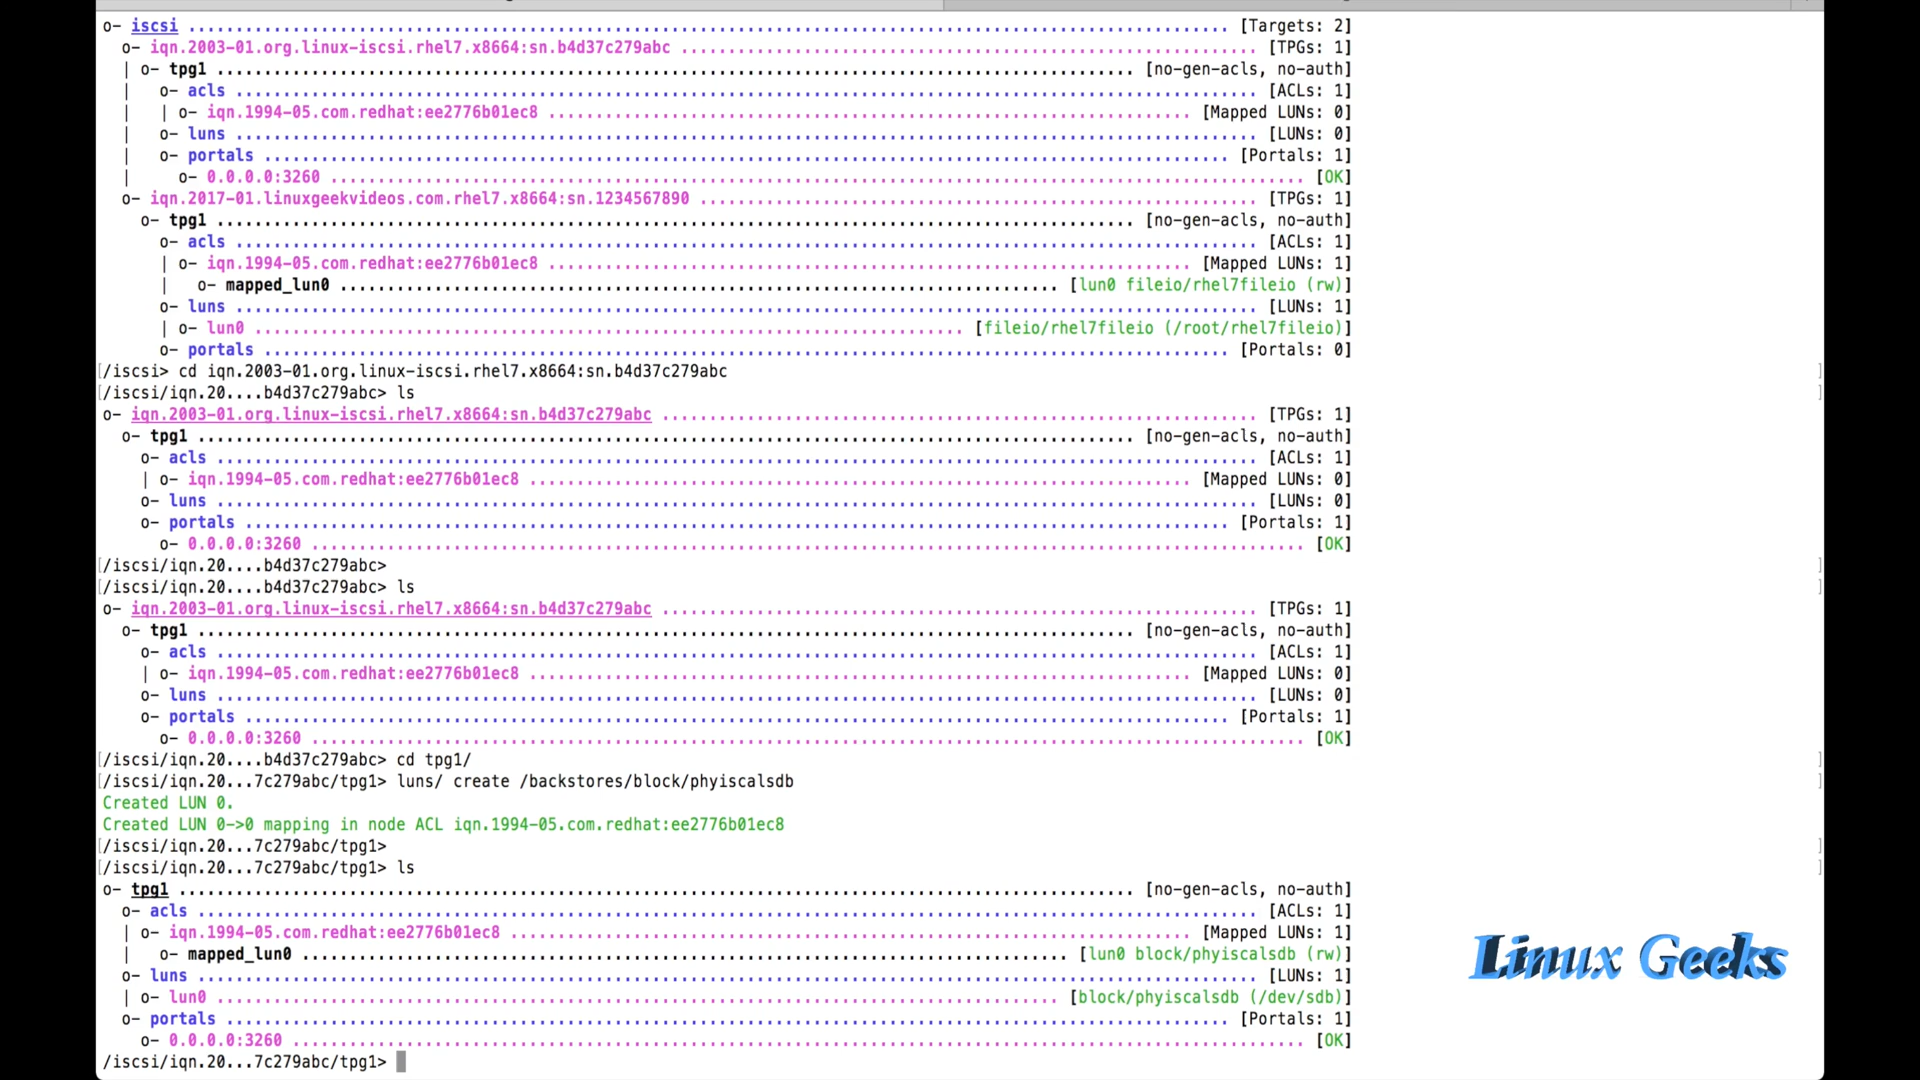 o- iscsi ............................................................................................................ [Targets: 2]
o- iqn.2003-01.org.linux-iscsi.rhel7.x8664:sn.b4d37c279abc ............................................................. [TPGs: 1]
| o- tpg1 .................................................................................................. [no-gen-acls, no-auth]
| o- acls ............................................................................................................ [ACLs: 1]
| | o- iqn.1994-05.com.redhat:ee2776b01ec8 .................................................................... [Mapped LUNs: 0]
| o- luns ............................................................................................................ [LUNs: 0]
| o- portals ...................................................................................................... [Portals: 1]
| o- 0.0.0.0:3260 ....................................................................................................... [OK]
o- iqn.2017-01.linuxgeekvideos.com.rhel7.x8664:sn.1234567890 ........................................................... [TPGs: 1]
o- tpg1 .................................................................................................. [no-gen-acls, no-auth]
o- acls ............................................................................................................ [ACLs: 1]
| o- iqn.1994-05.com.redhat:ee2776b01ec8 .................................................................... [Mapped LUNs: 1]
| o- mapped_lun0 ............................................................................ [lun0 fileio/rhel7fileio (rw)]
o- luns ............................................................................................................ [LUNs: 1]
| o- lun0 ........................................................................... [fileio/rhel7fileio (/root/rhel7fileio)]
o- portals ...................................................................................................... [Portals: 0]
[/iscsi> cd iqn.2003-01.org.linux-iscsi.rhel7.x8664:sn.b4d37c279abc ]
[/iscsi/iqn.20....b4d37c279abc> ls ]
o- iqn.2003-01.org.linux-iscsi.rhel7.x8664:sn.b4d37c279abc ............................................................... [TPGs: 1]
o- tpg1 .................................................................................................... [no-gen-acls, no-auth]
o- acls .............................................................................................................. [ACLs: 1]
| o- iqn.1994-05.com.redhat:ee2776b01ec8 ...................................................................... [Mapped LUNs: 0]
o- luns .............................................................................................................. [LUNs: 0]
o- portals ........................................................................................................ [Portals: 1]
o- 0.0.0.0:3260 ......................................................................................................... [OK]
[/iscsi/iqn.20....b4d37c279abc> ]
[/iscsi/iqn.20....b4d37c279abc> ls ]
o- iqn.2003-01.org.linux-iscsi.rhel7.x8664:sn.b4d37c279abc ............................................................... [TPGs: 1]
o- tpg1 .................................................................................................... [no-gen-acls, no-auth]
o- acls .............................................................................................................. [ACLs: 1]
| o- iqn.1994-05.com.redhat:ee2776b01ec8 ...................................................................... [Mapped LUNs: 0]
o- luns .............................................................................................................. [LUNs: 0]
o- portals ........................................................................................................ [Portals: 1]
o- 0.0.0.0:3260 ......................................................................................................... [OK]
[/iscsi/iqn.20....b4d37c279abc> cd tpg1/ ]
[/iscsi/iqn.20...7c279abc/tpg1> luns/ create /backstores/block/phyiscalsdb ]
Created LUN 0.
Created LUN 0->0 mapping in node ACL iqn.1994-05.com.redhat:ee2776b01ec8
[/iscsi/iqn.20...7c279abc/tpg1> ]
[/iscsi/iqn.20...7c279abc/tpg1> ls ]
o- tpg1 ...................................................................................................... [no-gen-acls, no-auth]
o- acls ................................................................................................................ [ACLs: 1]
| o- iqn.1994-05.com.redhat:ee2776b01ec8 ........................................................................ [Mapped LUNs: 1]
| o- mapped_lun0 ................................................................................. [lun0 block/phyiscalsdb (rw)]
o- luns ................................................................................................................ [LUNs: 1]
| o- lun0 ......................................................................................... [block/phyiscalsdb (/dev/sdb)]
o- portals .......................................................................................................... [Portals: 1]
o- 0.0.0.0:3260 ........................................................................................................... [OK]
/iscsi/iqn.20...7c279abc/tpg1>
Linux Geeks